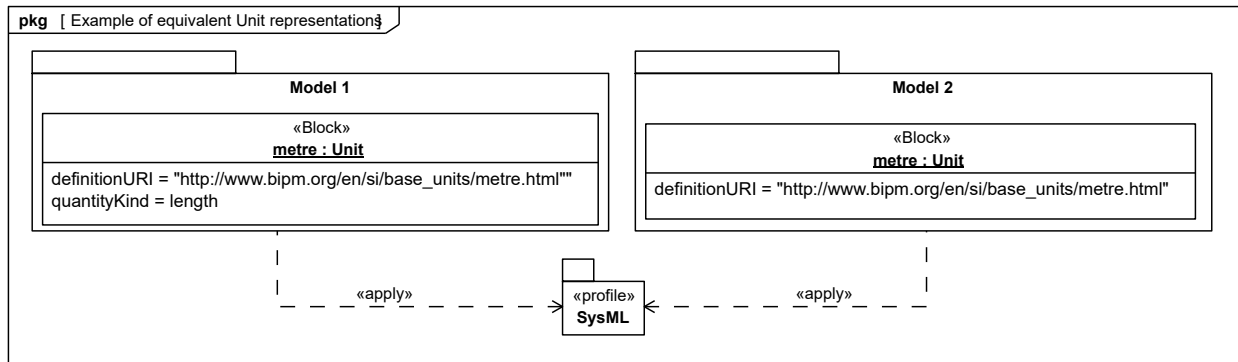 pkg [ Example of equivalent Unit representations]
Model 1
«Block»
metre : Unit
definitionURI = "http://www.bipm.org/en/si/base_units/metre.html""
quantityKind = length
Model 2
«Block»
metre : Unit
definitionURI = "http://www.bipm.org/en/si/base_units/metre.html"
«apply»
«profile»
SysML
«apply»